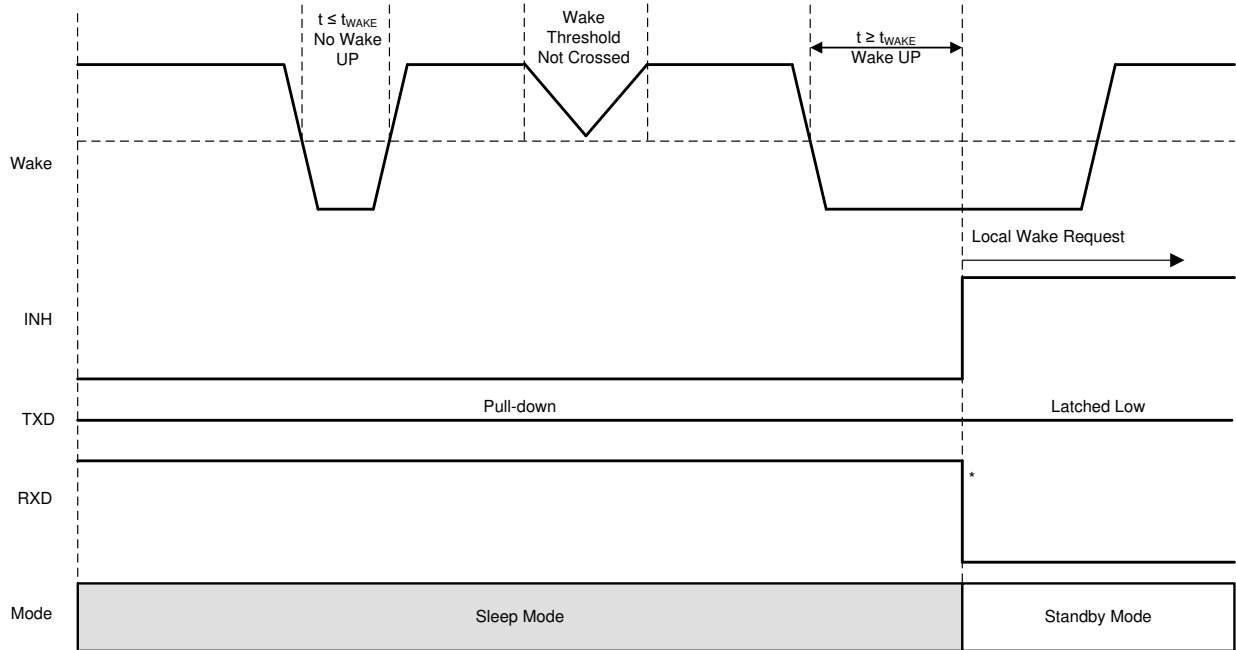 t ≤ tWAKE
No Wake
UP
Wake
Threshold
Not Crossed
t ≥ tWAKE
Wake UP
Wake
Local Wake Request
INH
Pull-down
Latched Low
TXD
*
RXD
Mode
Sleep Mode
Standby Mode